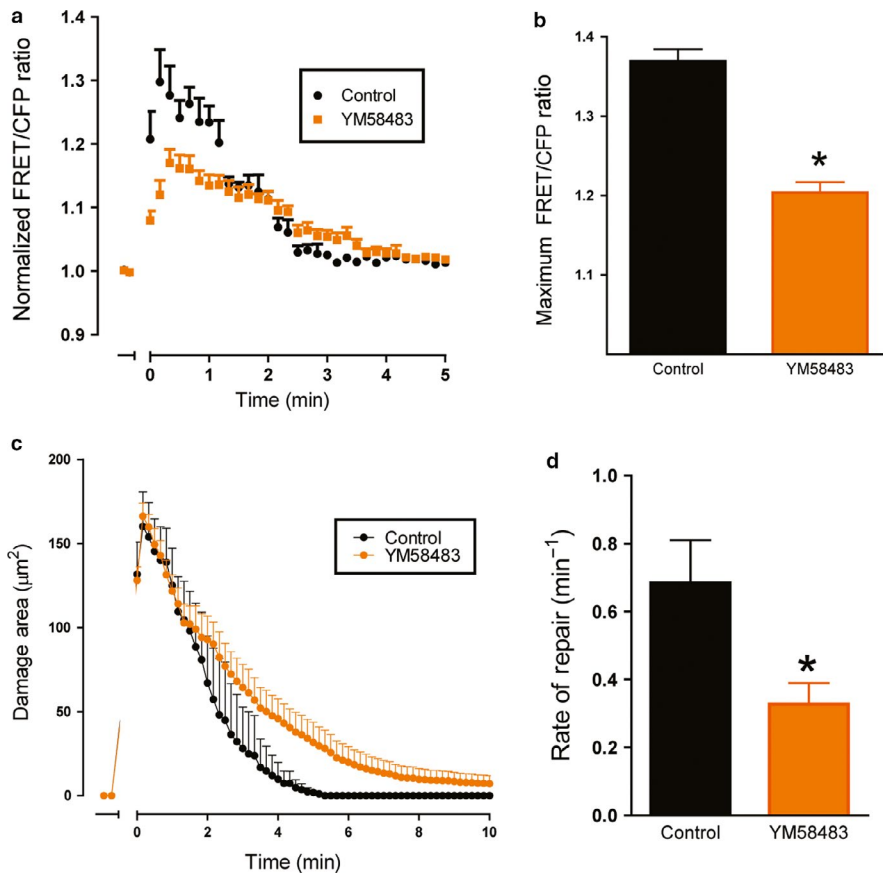 a
Normalized FRET/CFP ratio
1.4
1.3
1.2
1.1
1.0
0.9
Control
YM58483
0 1 2 3 4 5
Time (min)
b
Maximum FRET/CFP ratio
1.4
1.3
1.2
1.1
*
Control YM58483
c
Damage area (μm²)
200
150
100
50
0
Control
YM58483
0 2 4 6 8 10
Time (min)
d
Rate of repair (min⁻¹)
1.0
0.8
0.6
0.4
0.2
0.0
*
Control YM58483